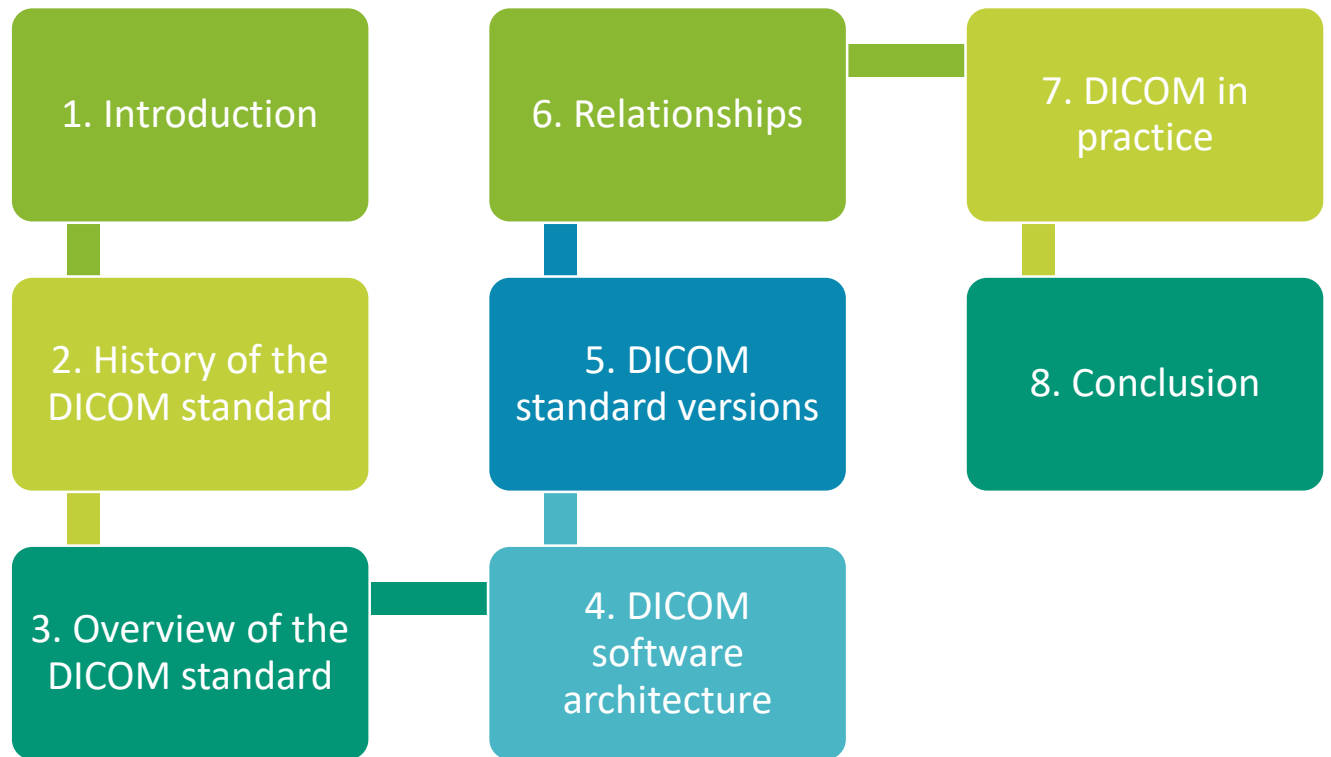 1. Introduction
2. History of the
DICOM standard
3. Overview of the
DICOM standard
4. DICOM
software
architecture
5. DICOM
standard versions
6. Relationships
7. DICOM in
practice
8. Conclusion